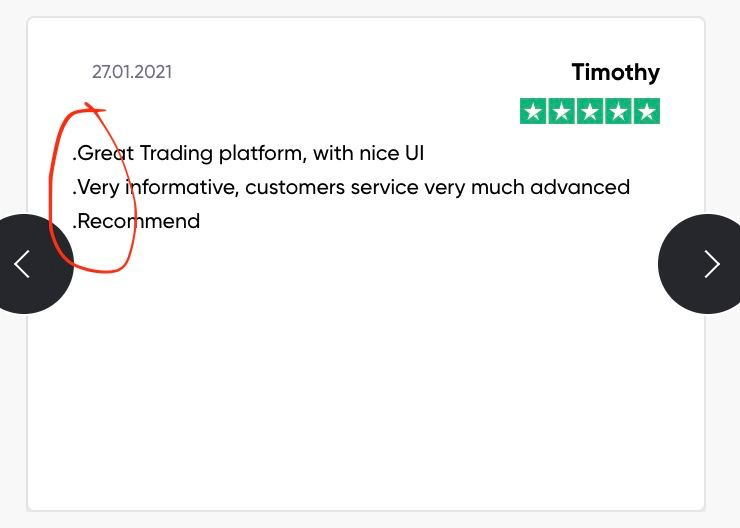 27.01.2021
Timothy
.Great Trading platform, with nice UI
.Very informative, customers service very much advanced
.Recommend